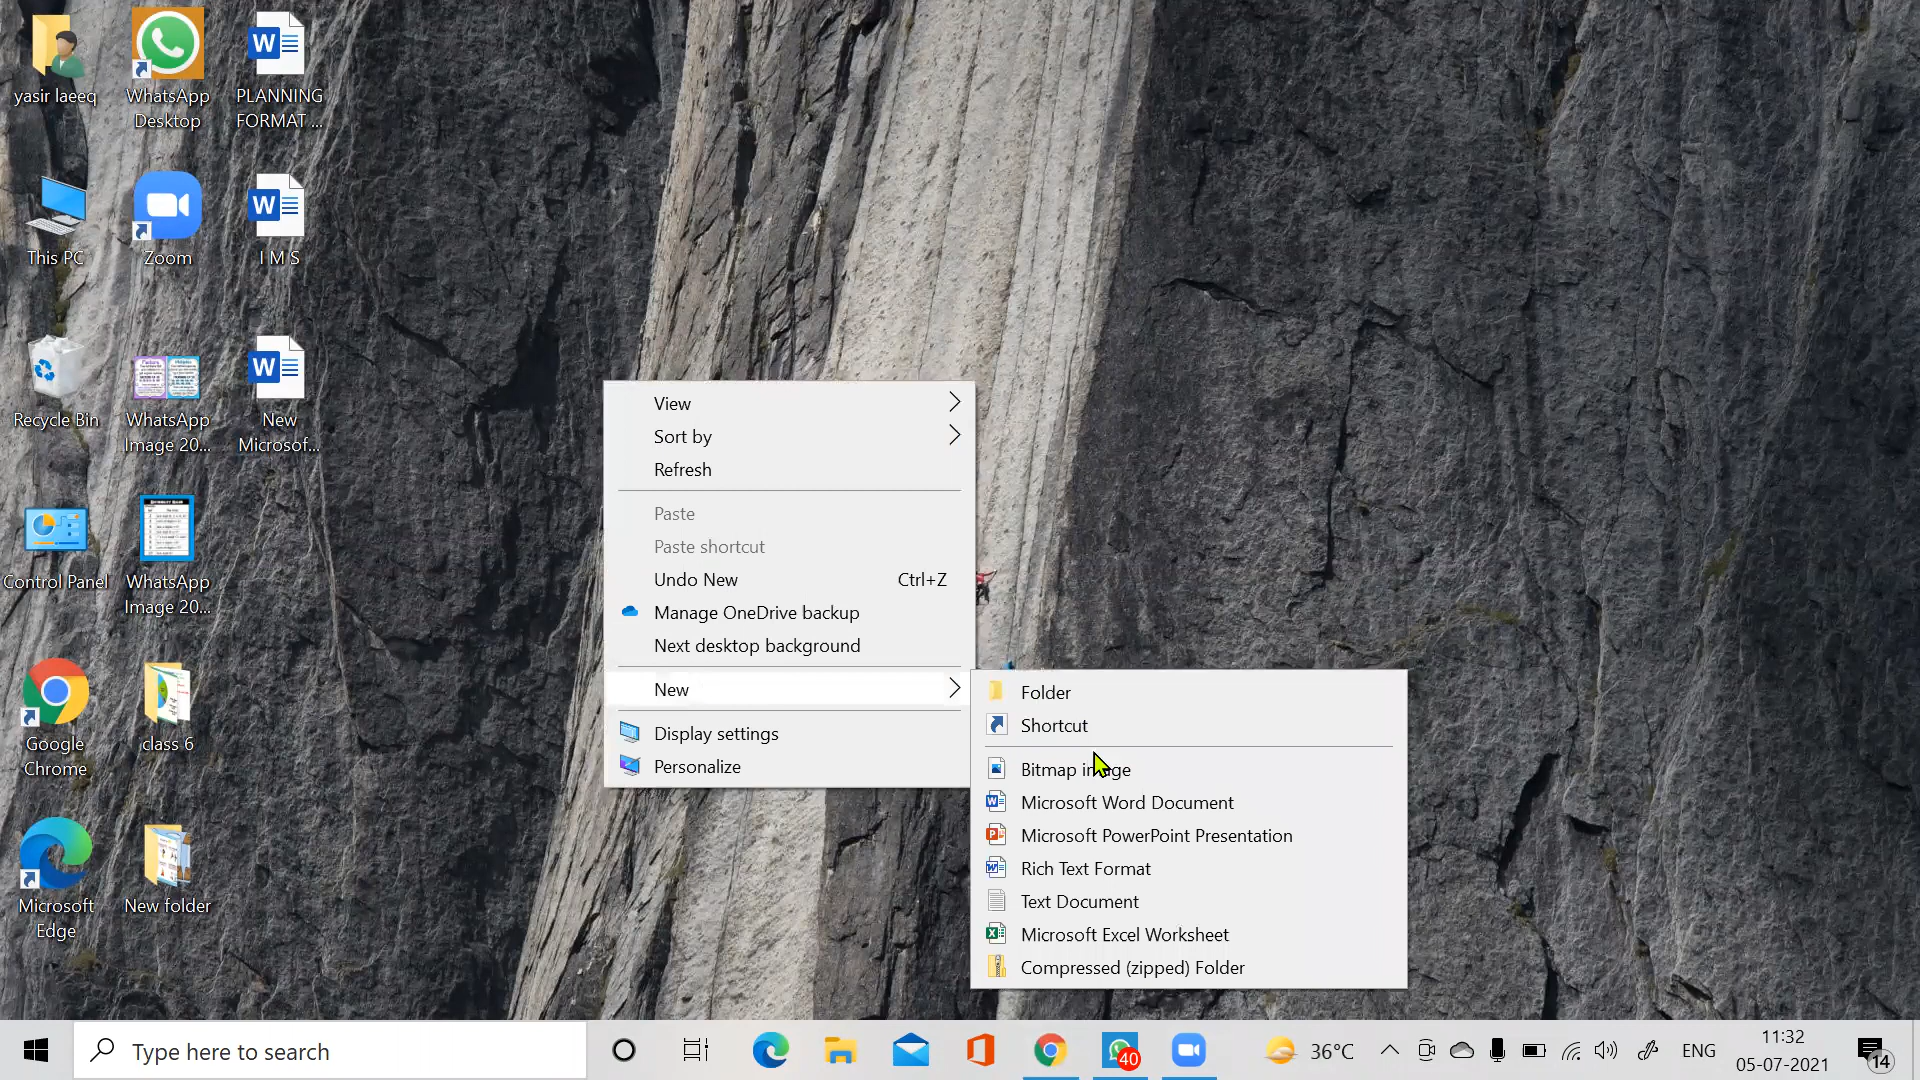 yasir laeeq
WhatsApp
Desktop
PLANNING
FORMAT ...
This PC
Zoom
I M S
Recycle Bin
WhatsApp
Image 20...
New
Microsof...
Control Panel
WhatsApp
Image 20...
Google
Chrome
class 6
Microsoft
Edge
New folder
View
Sort by
Refresh
Paste
Paste shortcut
Undo New Ctrl+Z
Manage OneDrive backup
Next desktop background
New
Display settings
Personalize
Folder
Shortcut
Bitmap image
Microsoft Word Document
Microsoft PowerPoint Presentation
Rich Text Format
Text Document
Microsoft Excel Worksheet
Compressed (zipped) Folder
Type here to search
40
36°C
ENG
11:32
05-07-2021
14